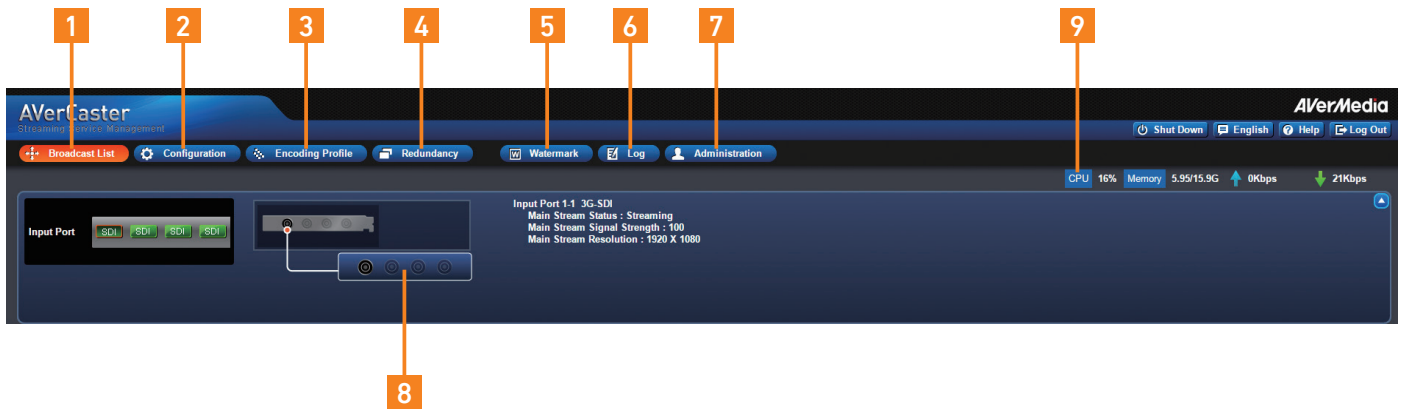 1 2 3 4 5 6 7 9
AVerCaster AVerMedia
Streaming Service Management
Shut Down English Help Log Out
Broadcast List Configuration Encoding Profile Redundancy W Watermark Log Administration
CPU 16% Memory 5.95/15.9G 0Kbps 21Kbps
Input Port 1-1 3G-SDI
Main Stream Status : Streaming
Input Port SDI SDI SDI SDI
Main Stream Signal Strength : 100
Main Stream Resolution : 1920 X 1080
8